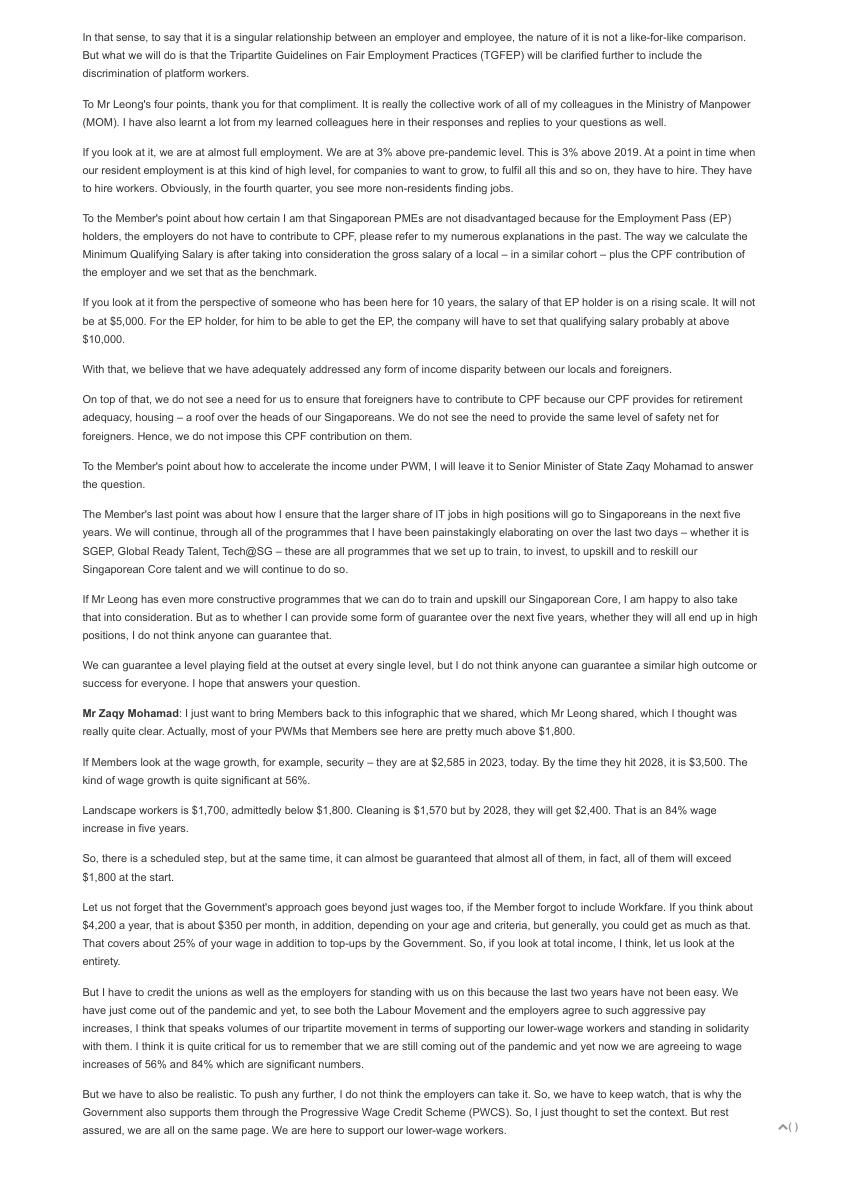 In that sense, to say that it is a singular relationship between an employer and employee, the nature of it is not a like-for-like comparison.
But what we will do is that the Tripartite Guidelines on Fair Employment Practices (TGFEP) will be clarified further to include the
discrimination of platform workers.
To Mr Leong's four points, thank you for that compliment. It is really the collective work of all of my colleagues in the Ministry of Manpower
(MOM). I have also learnt a lot from my learned colleagues here in their responses and replies to your questions as well.
If you look at it, we are at almost full employment. We are at 3% above pre-pandemic level. This is 3% above 2019. At a point in time when
our resident employment is at this kind of high level, for companies to want to grow, to fulfil all this and so on, they have to hire. They have
to hire workers. Obviously, in the fourth quarter, you see more non-residents finding jobs.
To the Member's point about how certain I am that Singaporean PMEs are not disadvantaged because for the Employment Pass (EP)
holders, the employers do not have to contribute to CPF, please refer to my numerous explanations in the past. The way we calculate the
Minimum Qualifying Salary is after taking into consideration the gross salary of a local – in a similar cohort – plus the CPF contribution of
the employer and we set that as the benchmark.
If you look at it from the perspective of someone who has been here for 10 years, the salary of that EP holder is on a rising scale. It will not
be at $5,000. For the EP holder, for him to be able to get the EP, the company will have to set that qualifying salary probably at above
$10,000.
With that, we believe that we have adequately addressed any form of income disparity between our locals and foreigners.
On top of that, we do not see a need for us to ensure that foreigners have to contribute to CPF because our CPF provides for retirement
adequacy, housing – a roof over the heads of our Singaporeans. We do not see the need to provide the same level of safety net for
foreigners. Hence, we do not impose this CPF contribution on them.
To the Member's point about how to accelerate the income under PWM, I will leave it to Senior Minister of State Zaqy Mohamad to answer
the question.
The Member's last point was about how I ensure that the larger share of IT jobs in high positions will go to Singaporeans in the next five
years. We will continue, through all of the programmes that I have been painstakingly elaborating on over the last two days – whether it is
SGEP, Global Ready Talent, Tech@SG – these are all programmes that we set up to train, to invest, to upskill and to reskill our
Singaporean Core talent and we will continue to do so.
If Mr Leong has even more constructive programmes that we can do to train and upskill our Singaporean Core, I am happy to also take
that into consideration. But as to whether I can provide some form of guarantee over the next five years, whether they will all end up in high
positions, I do not think anyone can guarantee that.
We can guarantee a level playing field at the outset at every single level, but I do not think anyone can guarantee a similar high outcome or
success for everyone. I hope that answers your question.
Mr Zaqy Mohamad: I just want to bring Members back to this infographic that we shared, which Mr Leong shared, which I thought was
really quite clear. Actually, most of your PWMs that Members see here are pretty much above $1,800.
If Members look at the wage growth, for example, security – they are at $2,585 in 2023, today. By the time they hit 2028, it is $3,500. The
kind of wage growth is quite significant at 56%.
Landscape workers is $1,700, admittedly below $1,800. Cleaning is $1,570 but by 2028, they will get $2,400. That is an 84% wage
increase in five years.
So, there is a scheduled step, but at the same time, it can almost be guaranteed that almost all of them, in fact, all of them will exceed
$1,800 at the start.
Let us not forget that the Government's approach goes beyond just wages too, if the Member forgot to include Workfare. If you think about
$4,200 a year, that is about $350 per month, in addition, depending on your age and criteria, but generally, you could get as much as that.
That covers about 25% of your wage in addition to top-ups by the Government. So, if you look at total income, I think, let us look at the
entirety.
But I have to credit the unions as well as the employers for standing with us on this because the last two years have not been easy. We
have just come out of the pandemic and yet, to see both the Labour Movement and the employers agree to such aggressive pay
increases, I think that speaks volumes of our tripartite movement in terms of supporting our lower-wage workers and standing in solidarity
with them. I think it is quite critical for us to remember that we are still coming out of the pandemic and yet now we are agreeing to wage
increases of 56% and 84% which are significant numbers.
But we have to also be realistic. To push any further, I do not think the employers can take it. So, we have to keep watch, that is why the
Government also supports them through the Progressive Wage Credit Scheme (PWCS). So, I just thought to set the context. But rest
assured, we are all on the same page. We are here to support our lower-wage workers.
( )